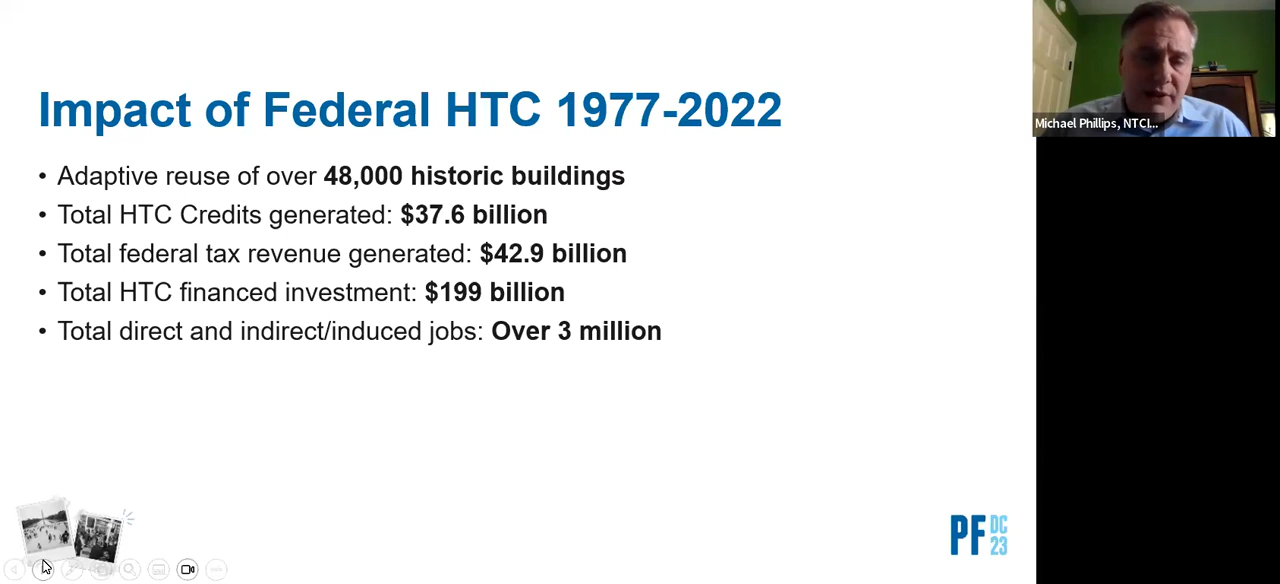 Impact of Federal HTC 1977-2022
• Adaptive reuse of over 48,000 historic buildings
• Total HTC Credits generated: $37.6 billion
• Total federal tax revenue generated: $42.9 billion
• Total HTC financed investment: $199 billion
• Total direct and indirect/induced jobs: Over 3 million
Michael Phillips, NTCI...
PF DC
23